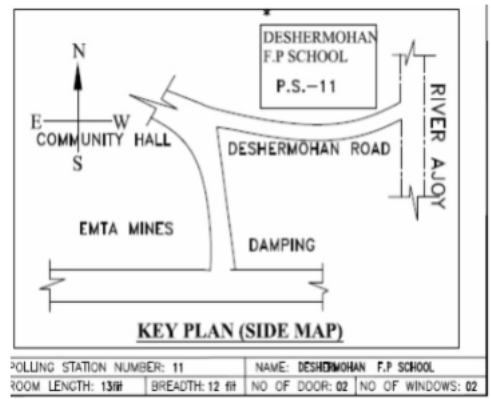 DESHERMOHAN
F.P SCHOOL
P.S.-11
N
E W
S
COMMUNITY HALL
DESHERMOHAN ROAD
RIVER AJOY
EMTA MINES
DAMPING
KEY PLAN (SIDE MAP)
POLLING STATION NUMBER: 11 NAME: DESHERMOHAN F.P SCHOOL
ROOM LENGTH: 13fit BREADTH: 12 fit NO OF DOOR: 02 NO OF WINDOWS: 02